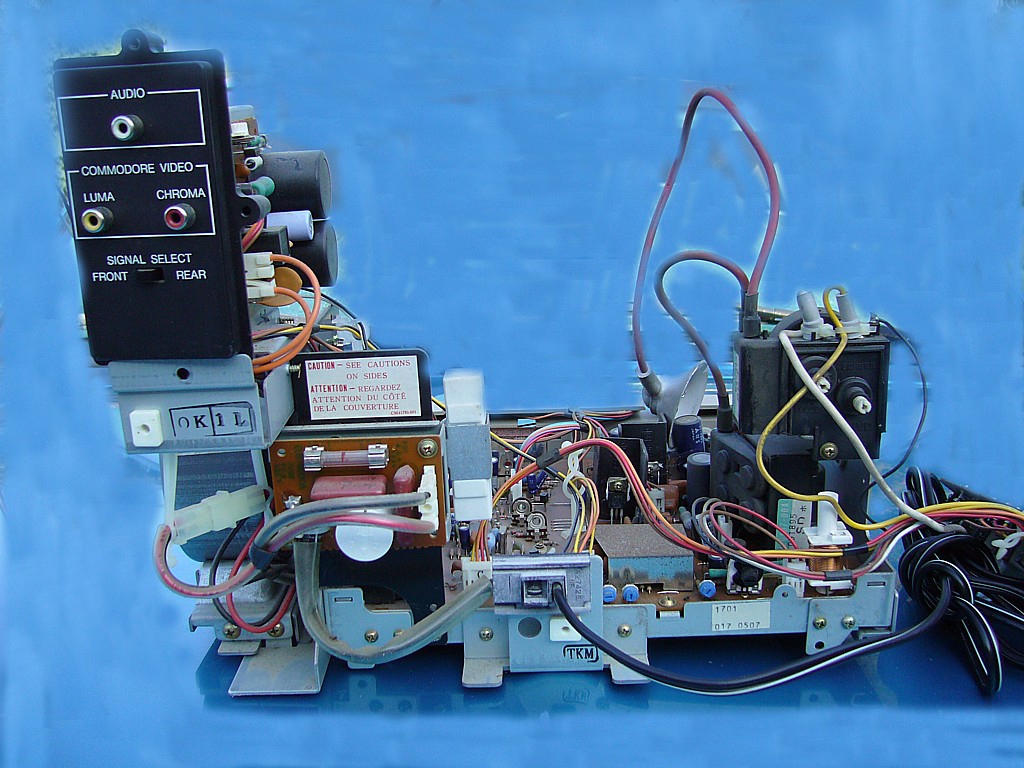 AUDIO
COMMODORE VIDEO
LUMA CHROMA
SIGNAL SELECT
FRONT REAR
CAUTION - SEE CAUTIONS
ON SIDES
ATTENTION - REGARDEZ
ATTENTION DU CÔTÉ
DE LA COUVERTURE
OK1L
1701
017 0507
TKM